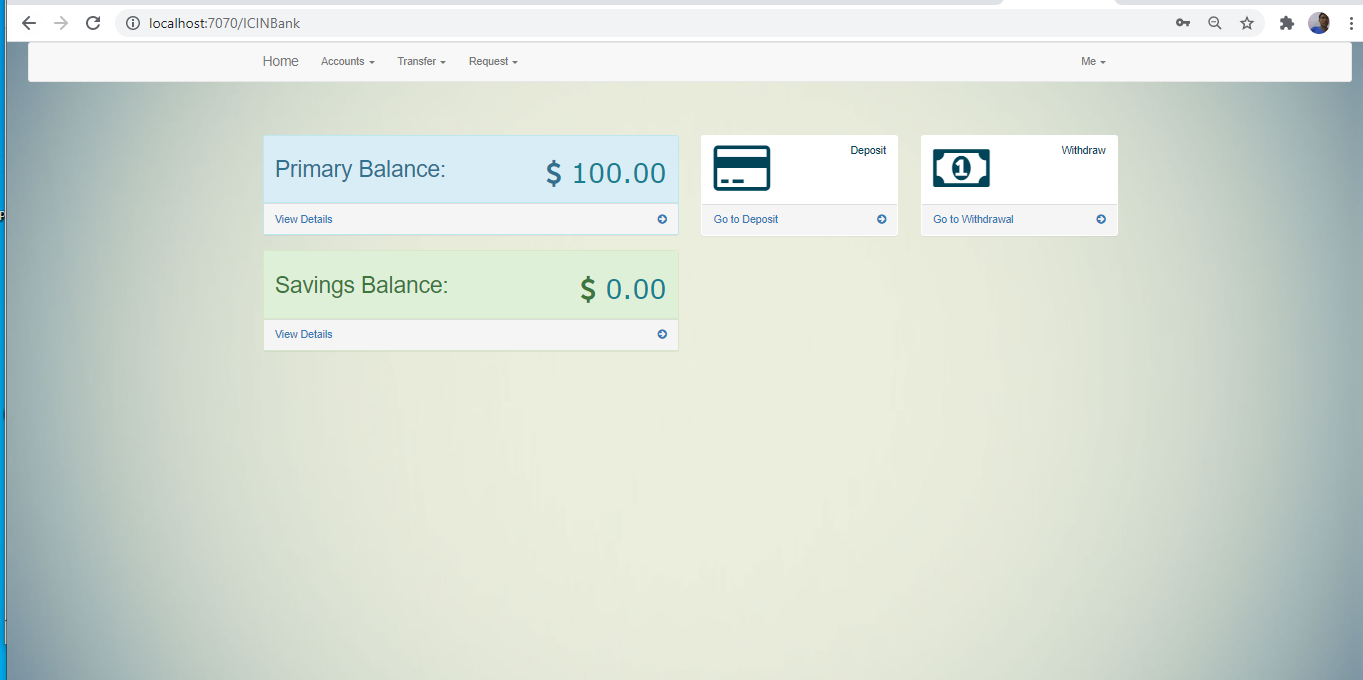 localhost:7070/ICINBank
Home Accounts Transfer Request Me
Primary Balance: $ 100.00
View Details
Deposit
Go to Deposit
1
Withdraw
Go to Withdrawal
Savings Balance: $ 0.00
View Details